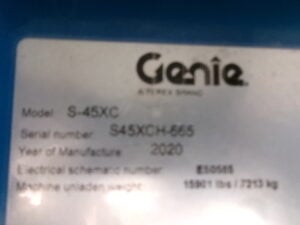 Genie
A TEREX BRAND
Model S-45XC
Serial number S45XCH-665
Year of Manufacture 2020
Electrical schematic number
Machine unladen weight 15901 lbs / 7213 kg